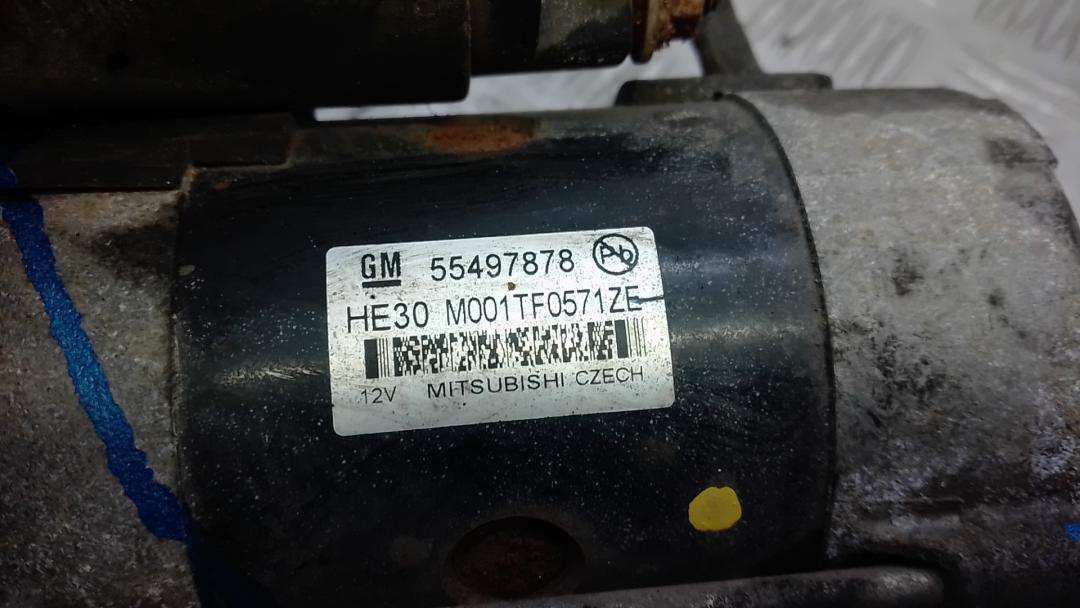 GM 55497878 Pb
HE30 M001TF0571ZE
12V MITSUBISHI CZECH